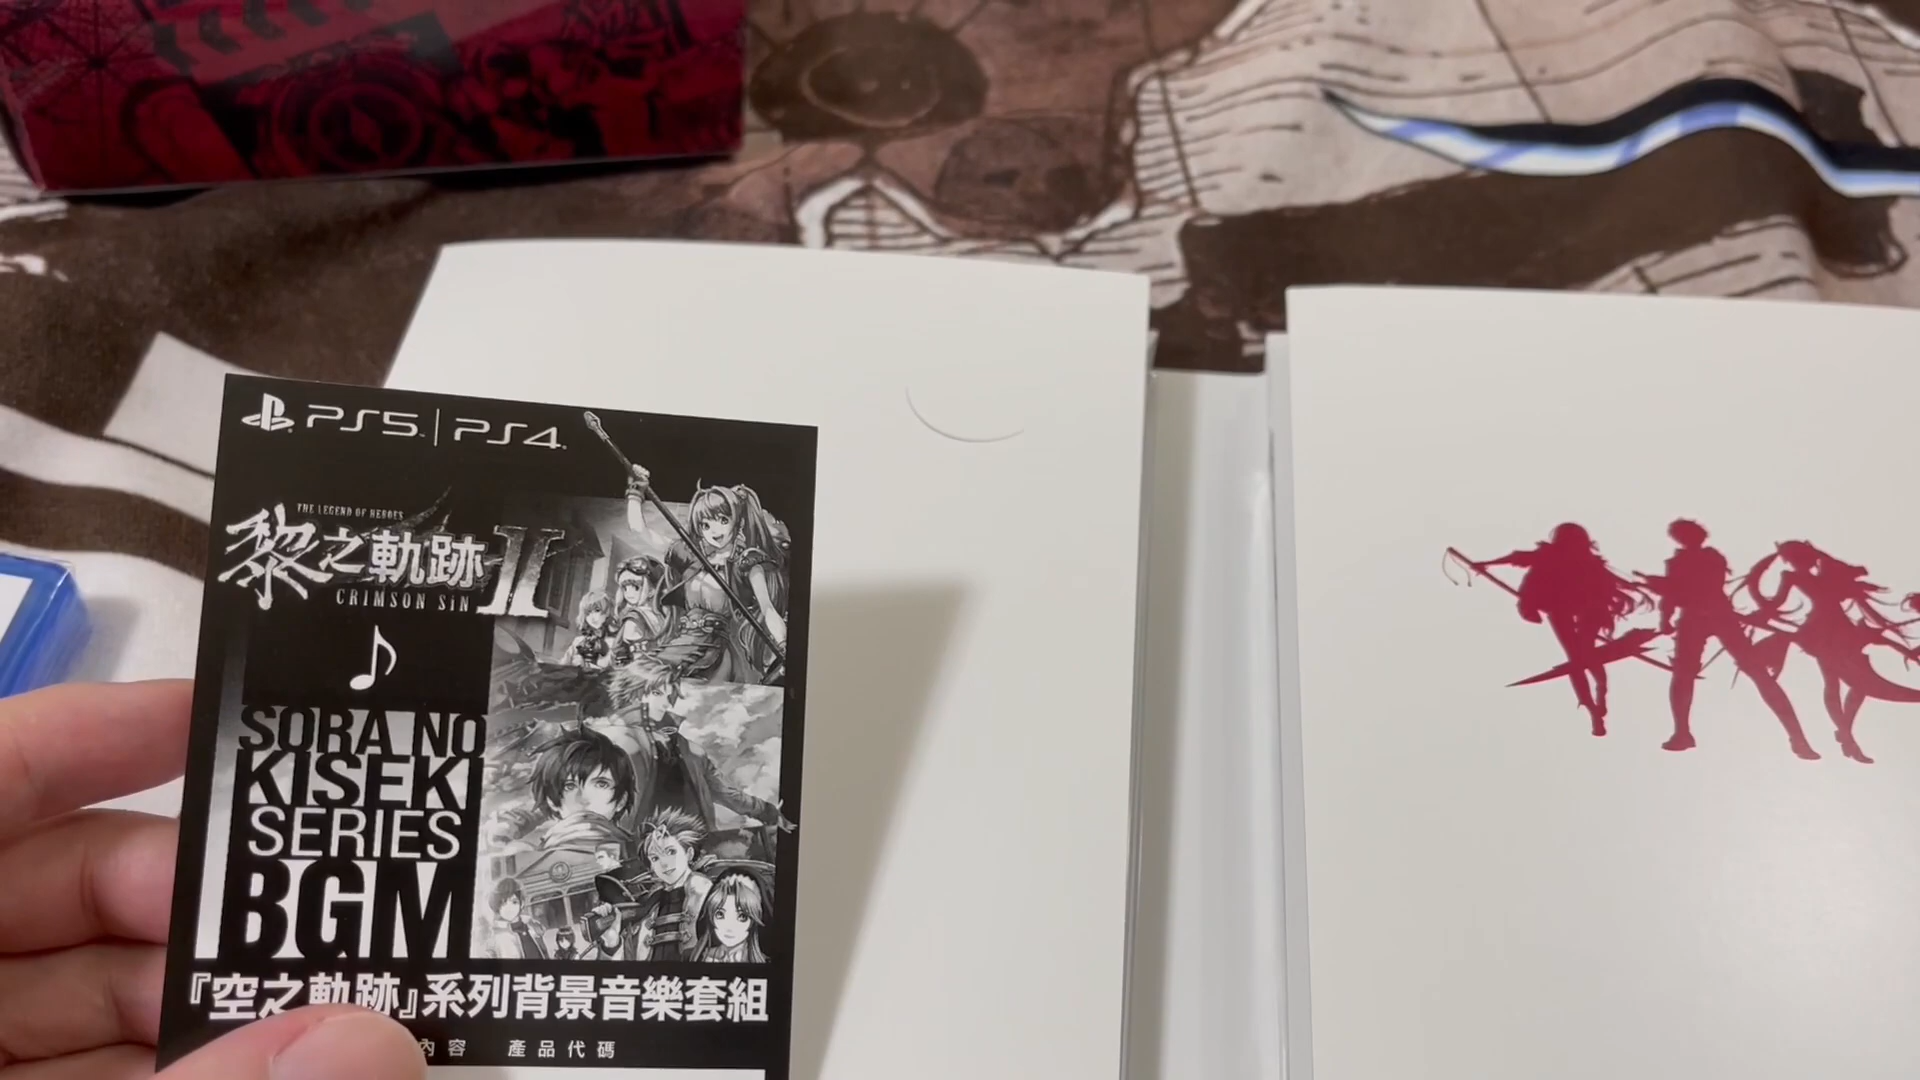 PS5 | PS4
THE LEGEND OF HEROES
黎之軌跡II
CRIMSON SiN
SORA NO
KISEKI
SERIES
BGM
『空之軌跡』系列背景音樂套組
內容 產品代碼